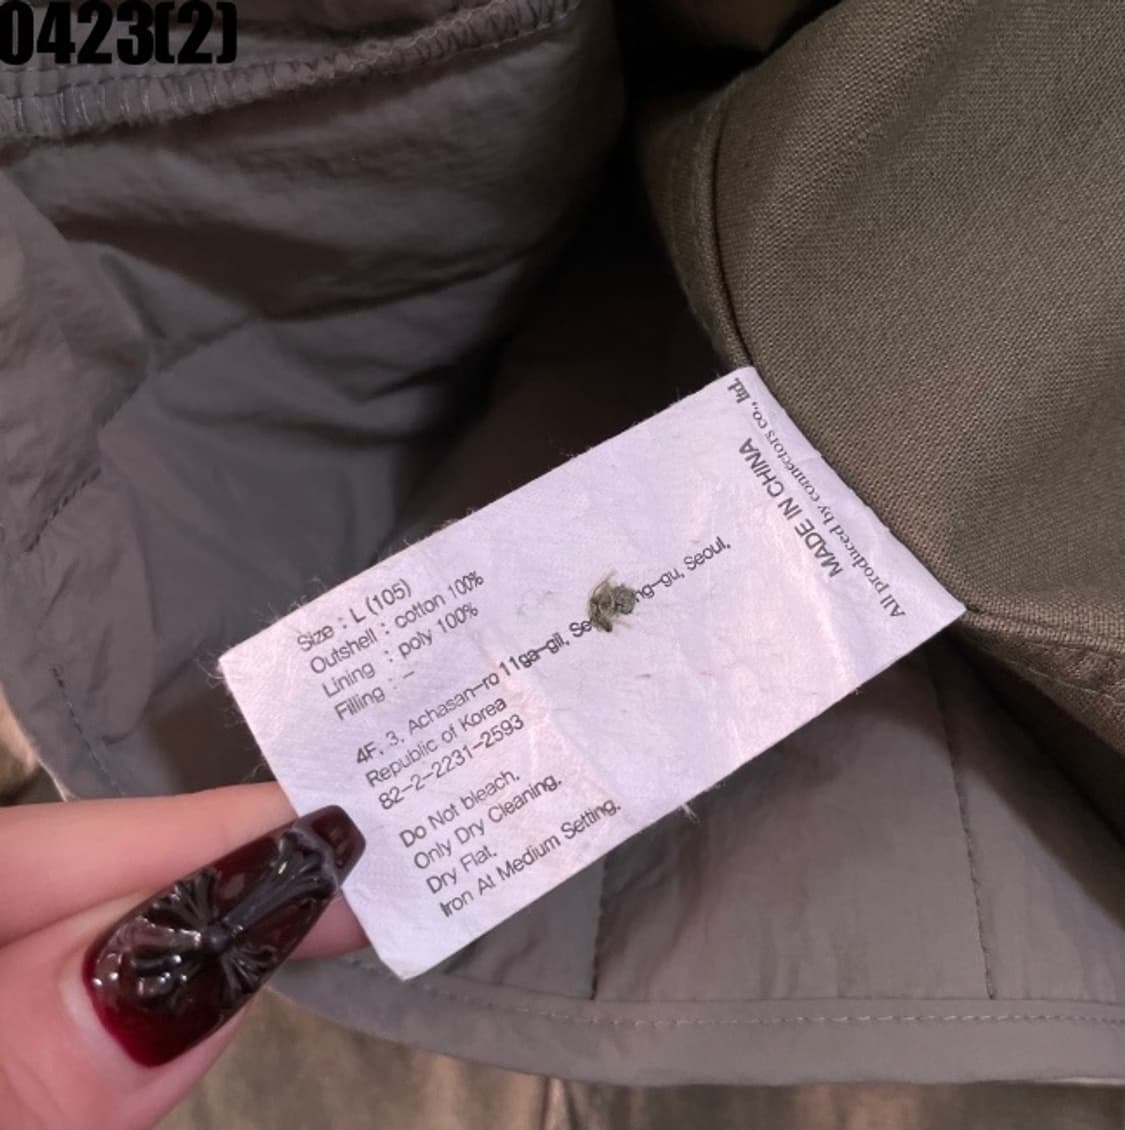 0423(2)
Size : L (105)
Outshell : cotton 100%
Lining : poly 100%
Filling : -
4F, 3, Achasan-ro 11ga-gil, Seoul.
Republic of Korea
82-2-2231-2593
Do Not bleach.
Only Dry Cleaning.
Dry Flat.
Iron At Medium Setting.
MADE IN CHINA
All produced by connectors co., ltd.